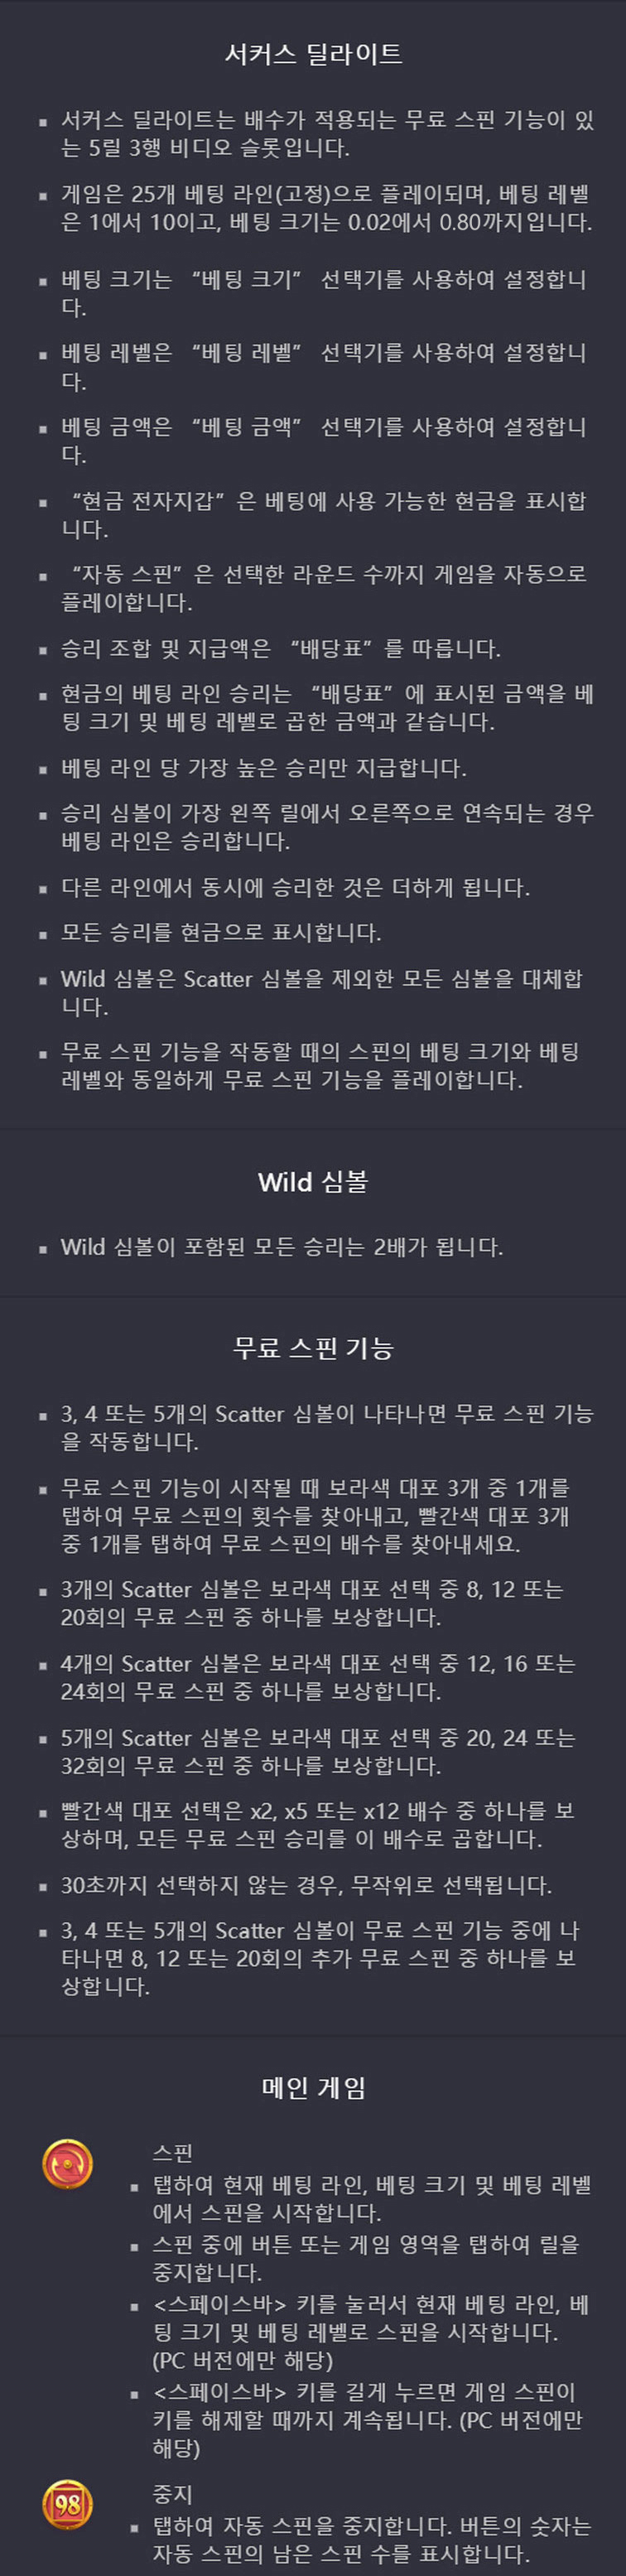 서커스 딜라이트
서커스 딜라이트는 배수가 적용되는 무료 스핀 기능이 있
는 5릴 3행 비디오 슬롯입니다.
게임은 25개 베팅 라인(고정)으로 플레이되며, 베팅 레벨
은 1에서 10이고, 베팅 크기는 0.02에서 0.80까지입니다.
베팅 크기는 “베팅 크기” 선택기를 사용하여 설정합니
다.
베팅 레벨은 “베팅 레벨” 선택기를 사용하여 설정합니
다.
베팅 금액은 “베팅 금액” 선택기를 사용하여 설정합니
다.
“현금 전자지갑”은 베팅에 사용 가능한 현금을 표시합
니다.
“자동 스핀”은 선택한 라운드 수까지 게임을 자동으로
플레이합니다.
승리 조합 및 지급액은 “배당표”를 따릅니다.
현금의 베팅 라인 승리는 “배당표”에 표시된 금액을 베
팅 크기 및 베팅 레벨로 곱한 금액과 같습니다.
베팅 라인 당 가장 높은 승리만 지급합니다.
승리 심볼이 가장 왼쪽 릴에서 오른쪽으로 연속되는 경우
베팅 라인은 승리합니다.
다른 라인에서 동시에 승리한 것은 더하게 됩니다.
모든 승리를 현금으로 표시합니다.
Wild 심볼은 Scatter 심볼을 제외한 모든 심볼을 대체합
니다.
무료 스핀 기능을 작동할 때의 스핀의 베팅 크기와 베팅
레벨와 동일하게 무료 스핀 기능을 플레이합니다.
Wild 심볼
Wild 심볼이 포함된 모든 승리는 2배가 됩니다.
무료 스핀 기능
3, 4 또는 5개의 Scatter 심볼이 나타나면 무료 스핀 기능
을 작동합니다.
무료 스핀 기능이 시작될 때 보라색 대포 3개 중 1개를
탭하여 무료 스핀의 횟수를 찾아내고, 빨간색 대포 3개
중 1개를 탭하여 무료 스핀의 배수를 찾아내세요.
3개의 Scatter 심볼은 보라색 대포 선택 중 8, 12 또는
20회의 무료 스핀 중 하나를 보상합니다.
4개의 Scatter 심볼은 보라색 대포 선택 중 12, 16 또는
24회의 무료 스핀 중 하나를 보상합니다.
5개의 Scatter 심볼은 보라색 대포 선택 중 20, 24 또는
32회의 무료 스핀 중 하나를 보상합니다.
빨간색 대포 선택은 x2, x5 또는 x12 배수 중 하나를 보
상하며, 모든 무료 스핀 승리를 이 배수로 곱합니다.
30초까지 선택하지 않는 경우, 무작위로 선택됩니다.
3, 4 또는 5개의 Scatter 심볼이 무료 스핀 기능 중에 나
타나면 8, 12 또는 20회의 추가 무료 스핀 중 하나를 보
상합니다.
메인 게임
스핀
탭하여 현재 베팅 라인, 베팅 크기 및 베팅 레벨
에서 스핀을 시작합니다.
스핀 중에 버튼 또는 게임 영역을 탭하여 릴을
중지합니다.
<스페이스바> 키를 눌러서 현재 베팅 라인, 베
팅 크기 및 베팅 레벨로 스핀을 시작합니다.
(PC 버전에만 해당)
<스페이스바> 키를 길게 누르면 게임 스핀이
키를 해제할 때까지 계속됩니다. (PC 버전에만
해당)
98
중지
탭하여 자동 스핀을 중지합니다. 버튼의 숫자는
자동 스핀의 남은 스핀 수를 표시합니다.